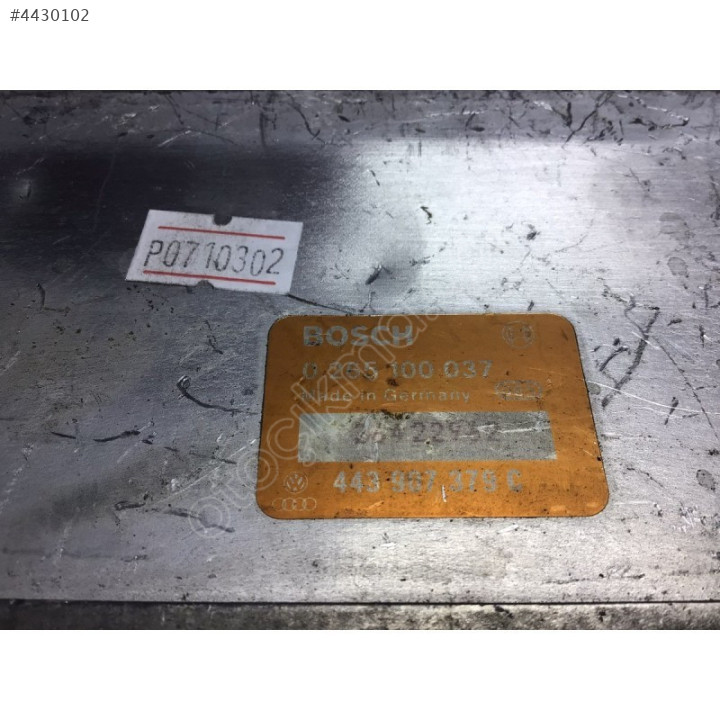 #4430102
P0710302
BOSCH
0 265 100 037
Made in Germany
443 907 379 C